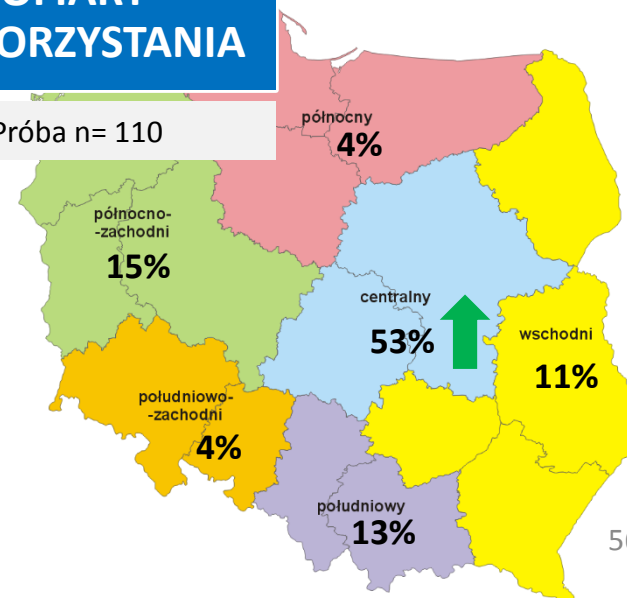 ORZYSTANIA
Próba n= 110
północny
4%
północno-
-zachodni
15%
centralny
53%
wschodni
11%
południowo-
-zachodni
4%
południowy
13%